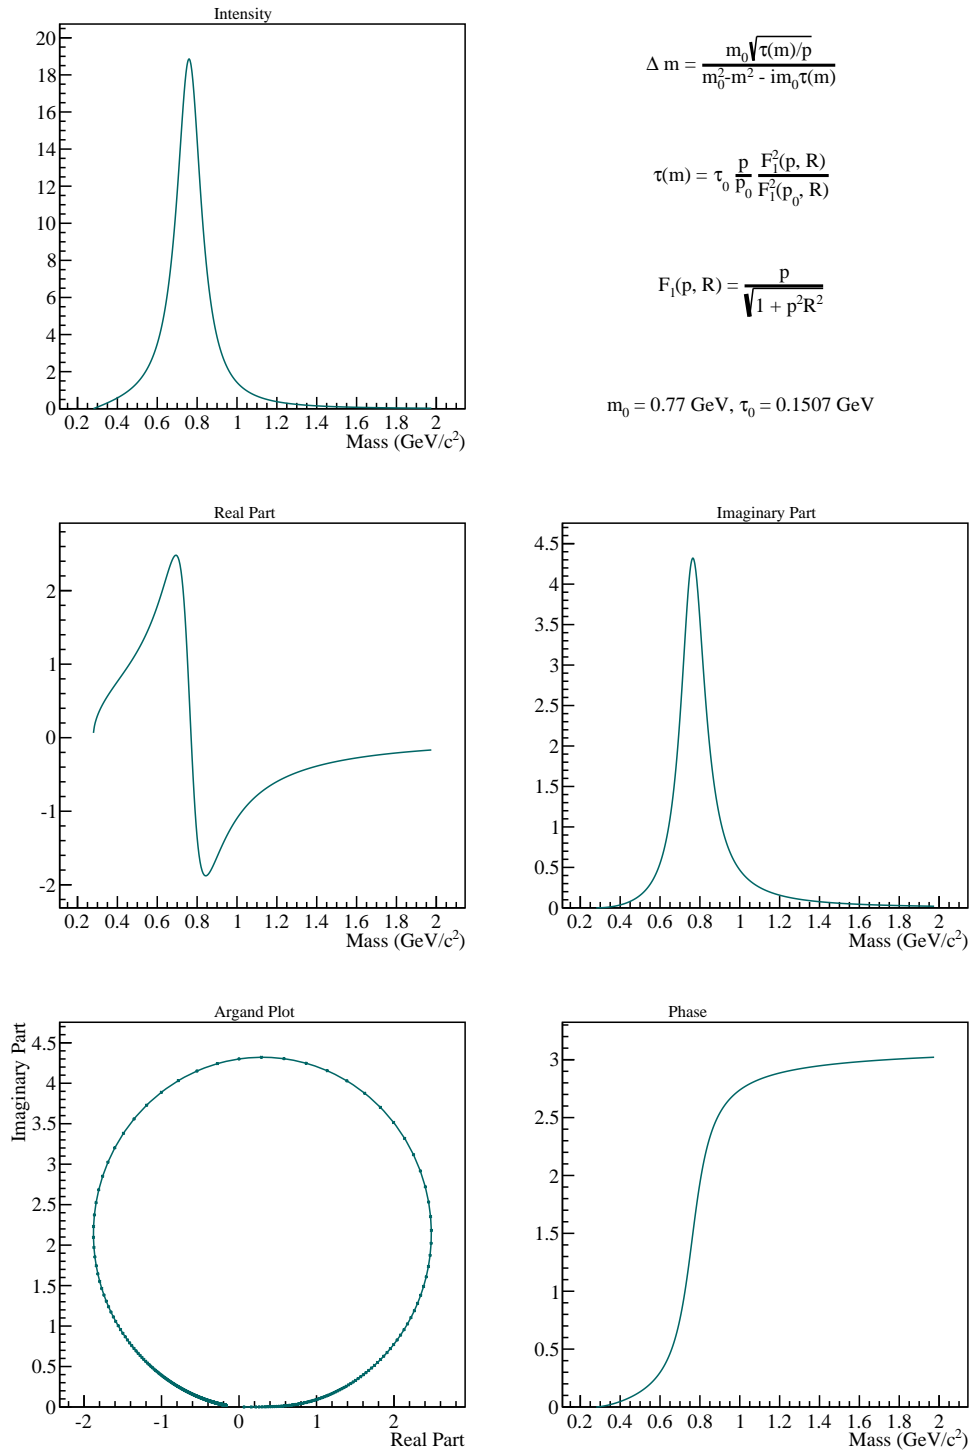 Intensity
20
18
16
14
12
10
8
6
4
2
0
0.2 0.4 0.6 0.8 1 1.2 1.4 1.6 1.8 2
Mass (GeV/c²)
Δ m = m₀√τ(m)/p / m₀²-m² - im₀τ(m)
τ(m) = τ₀ p/p₀ F₁²(p, R)/F₁²(p₀, R)
F₁(p, R) = p / √1 + p²R²
m₀ = 0.77 GeV, τ₀ = 0.1507 GeV
Real Part
2
1
0
-1
-2
0.2 0.4 0.6 0.8 1 1.2 1.4 1.6 1.8 2
Mass (GeV/c²)
Imaginary Part
4.5
4
3.5
3
2.5
2
1.5
1
0.5
0
0.2 0.4 0.6 0.8 1 1.2 1.4 1.6 1.8 2
Mass (GeV/c²)
Argand Plot
Imaginary Part
4.5
4
3.5
3
2.5
2
1.5
1
0.5
0
-2 -1 0 1 2
Real Part
Phase
3
2.5
2
1.5
1
0.5
0
0.2 0.4 0.6 0.8 1 1.2 1.4 1.6 1.8 2
Mass (GeV/c²)